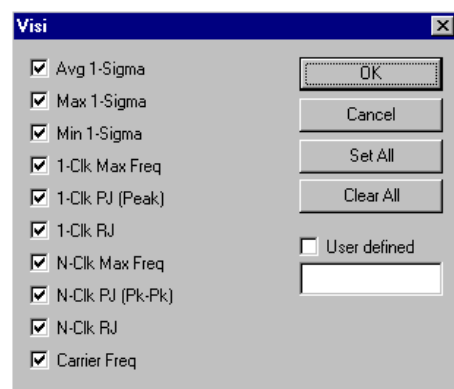 Visi
Avg 1-Sigma
Max 1-Sigma
Min 1-Sigma
1-Clk Max Freq
1-Clk PJ (Peak)
1-Clk RJ
N-Clk Max Freq
N-Clk PJ (Pk-Pk)
N-Clk RJ
Carrier Freq
OK
Cancel
Set All
Clear All
User defined